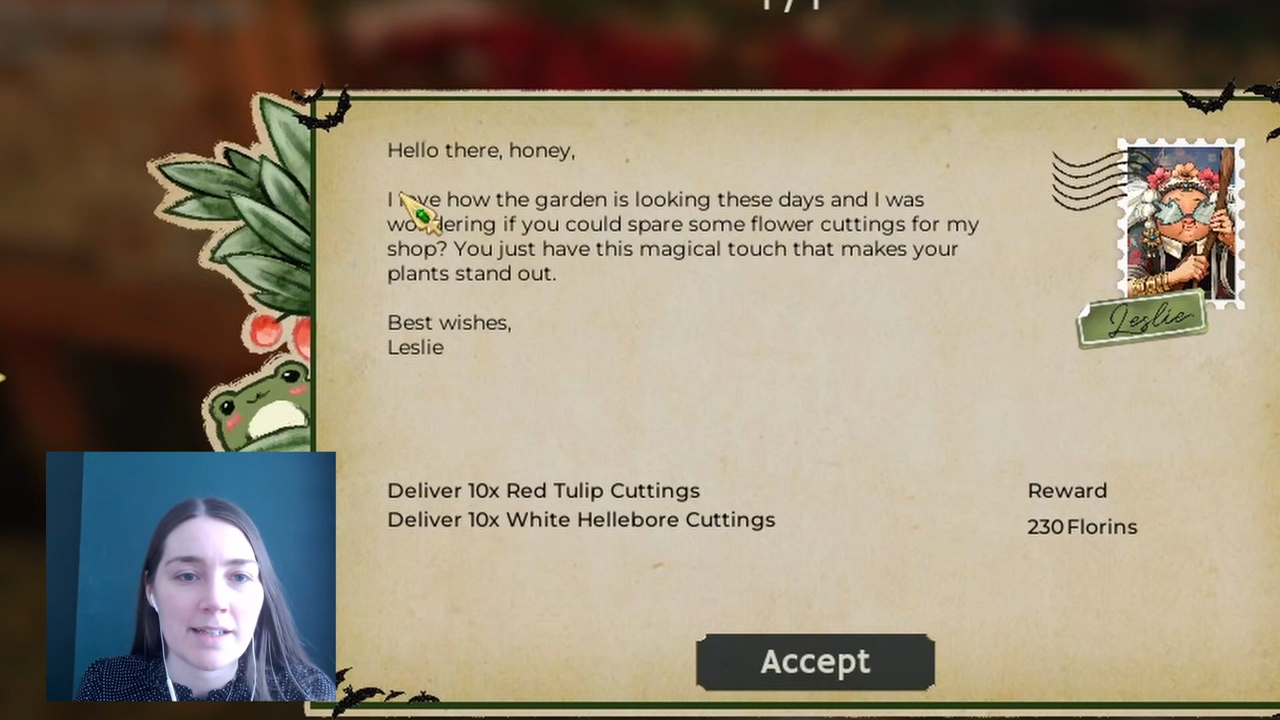 Hello there, honey,
I love how the garden is looking these days and I was
wondering if you could spare some flower cuttings for my
shop? You just have this magical touch that makes your
plants stand out.
Best wishes,
Leslie
Leslie
Deliver 10x Red Tulip Cuttings
Deliver 10x White Hellebore Cuttings
Reward
230 Florins
Accept